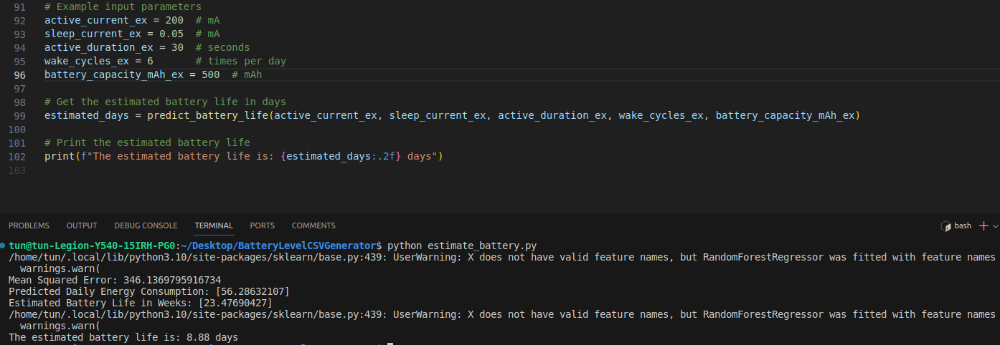 91 # Example input parameters
92 active_current_ex = 200 # mA
93 sleep_current_ex = 0.05 # mA
94 active_duration_ex = 30 # seconds
95 wake_cycles_ex = 6 # times per day
96 battery_capacity_mAh_ex = 500 # mAh
97
98 # Get the estimated battery life in days
99 estimated_days = predict_battery_life(active_current_ex, sleep_current_ex, active_duration_ex, wake_cycles_ex, battery_capacity_mAh_ex)
100
101 # Print the estimated battery life
102 print(f"The estimated battery life is: {estimated_days:.2f} days")
103
PROBLEMS OUTPUT DEBUG CONSOLE TERMINAL PORTS COMMENTS bash
tun@tun-Legion-Y540-15IRH-PG0:~/Desktop/BatteryLevelCSVGenerator$ python estimate_battery.py
/home/tun/.local/lib/python3.10/site-packages/sklearn/base.py:439: UserWarning: X does not have valid feature names, but RandomForestRegressor was fitted with feature names
warnings.warn(
Mean Squared Error: 346.1369795916734
Predicted Daily Energy Consumption: [56.28632107]
Estimated Battery Life in Weeks: [23.47690427]
/home/tun/.local/lib/python3.10/site-packages/sklearn/base.py:439: UserWarning: X does not have valid feature names, but RandomForestRegressor was fitted with feature names
warnings.warn(
The estimated battery life is: 8.88 days